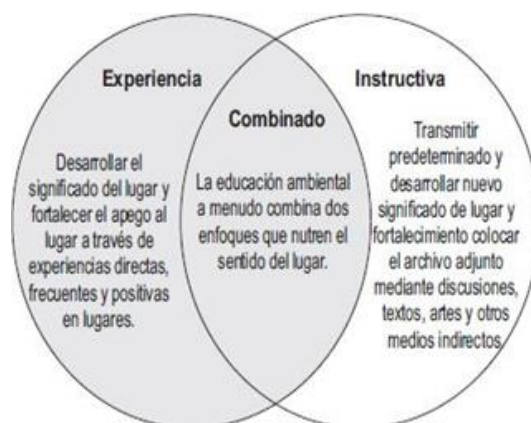 Experiencia
Desarrollar el
significado del lugar y
fortalecer el apego al
lugar a través de
experiencias directas,
frecuentes y positivas
en lugares.
Combinado
La educación ambiental
a menudo combina dos
enfoques que nutren el
sentido del lugar.
Instructiva
Transmitir
predeterminado y
desarrollar nuevo
significado de lugar y
fortalecimiento colocar
el archivo adjunto
mediante discusiones,
textos, artes y otros
medios indirectos.